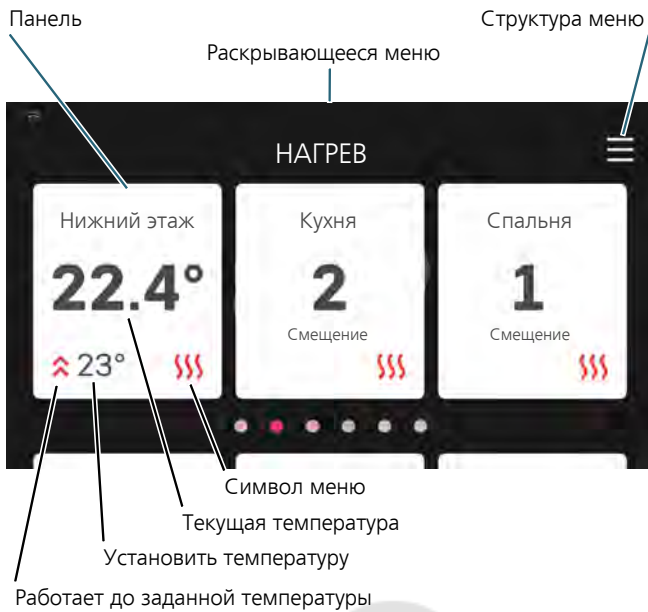 Панель
Структура меню
Раскрывающееся меню
НАГРЕВ
Нижний этаж
Кухня
Спальня
22.4°
2
1
Смещение
Смещение
23°
Символ меню
Текущая температура
Установить температуру
Работает до заданной температуры